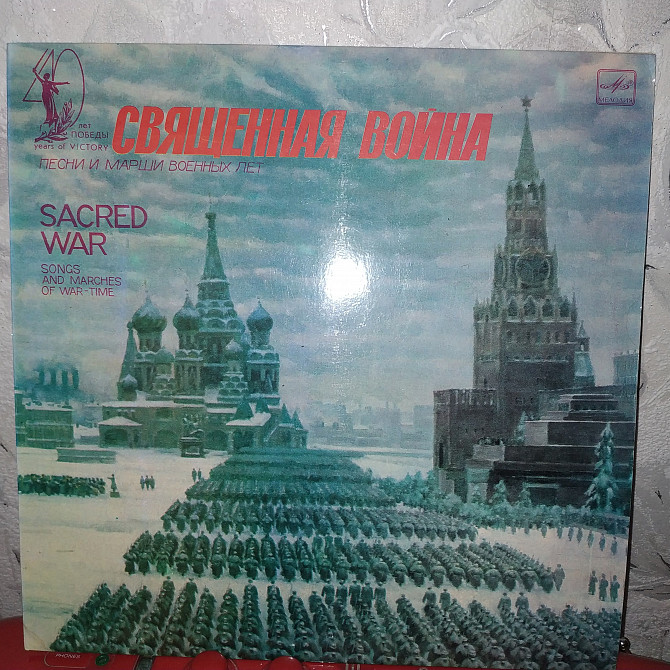 40
лет
ПОБЕДЫ
years of VICTORY
СВЯЩЕННАЯ ВОЙНА
ПЕСНИ И МАРШИ ВОЕННЫХ ЛЕТ
МЕЛОДИЯ
SACRED
WAR
SONGS
AND MARCHES
OF WAR-TIME
PHONER